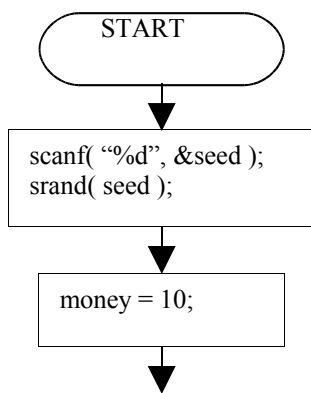 START
scanf( “%d”, &seed );
srand( seed );
money = 10;